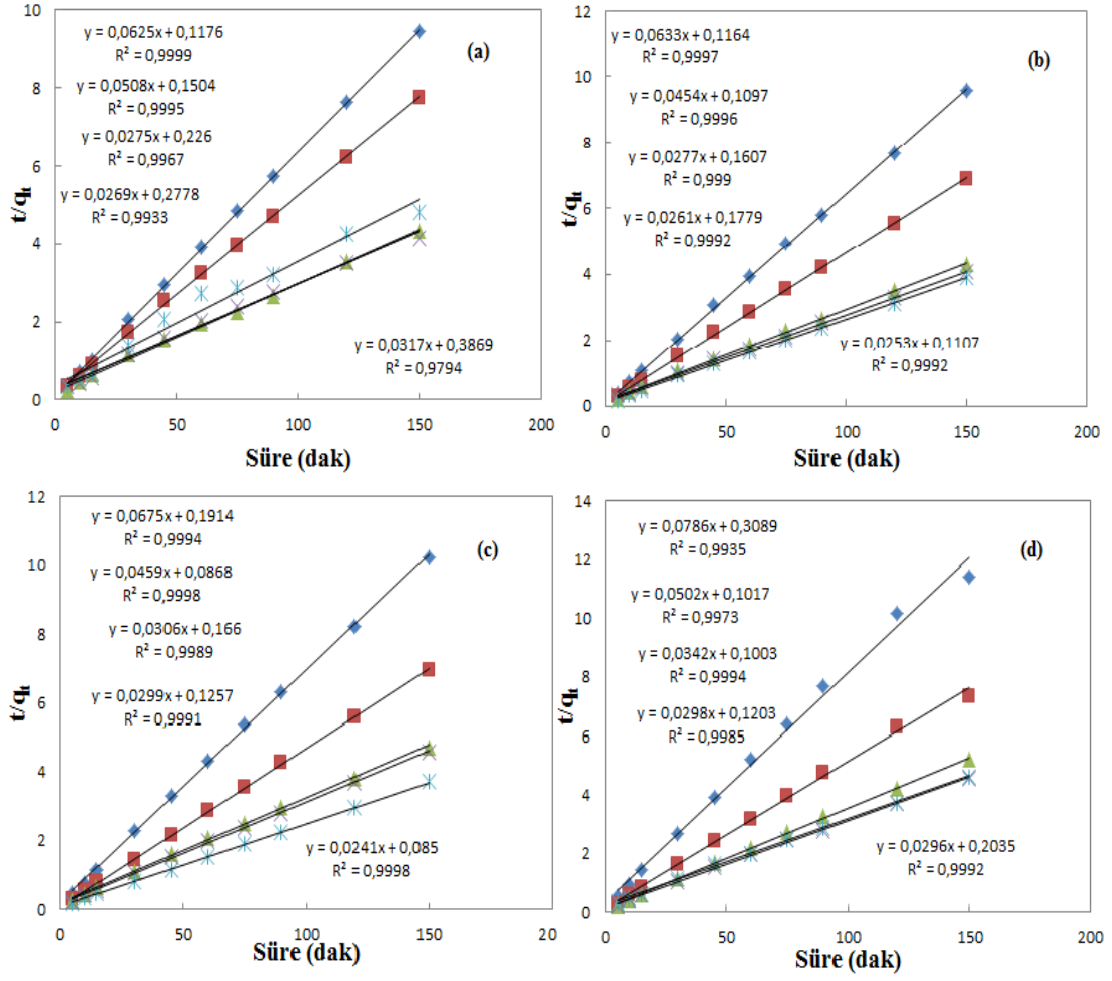 (a)
y = 0,0625x + 0,1176
R² = 0,9999
y = 0,0508x + 0,1504
R² = 0,9995
y = 0,0275x + 0,226
R² = 0,9967
y = 0,0269x + 0,2778
R² = 0,9933
y = 0,0317x + 0,3869
R² = 0,9794
t/qt
10
8
6
4
2
0
0 50 100 150 200
Süre (dak)
(b)
y = 0,0633x + 0,1164
R² = 0,9997
y = 0,0454x + 0,1097
R² = 0,9996
y = 0,0277x + 0,1607
R² = 0,999
y = 0,0261x + 0,1779
R² = 0,9992
y = 0,0253x + 0,1107
R² = 0,9992
t/qt
12
10
8
6
4
2
0
0 50 100 150 200
Süre (dak)
(c)
y = 0,0675x + 0,1914
R² = 0,9994
y = 0,0459x + 0,0868
R² = 0,9998
y = 0,0306x + 0,166
R² = 0,9989
y = 0,0299x + 0,1257
R² = 0,9991
y = 0,0241x + 0,085
R² = 0,9998
t/qt
12
10
8
6
4
2
0
0 50 100 150 20
Süre (dak)
(d)
y = 0,0786x + 0,3089
R² = 0,9935
y = 0,0502x + 0,1017
R² = 0,9973
y = 0,0342x + 0,1003
R² = 0,9994
y = 0,0298x + 0,1203
R² = 0,9985
y = 0,0296x + 0,2035
R² = 0,9992
t/qt
14
12
10
8
6
4
2
0
0 50 100 150 200
Süre (dak)